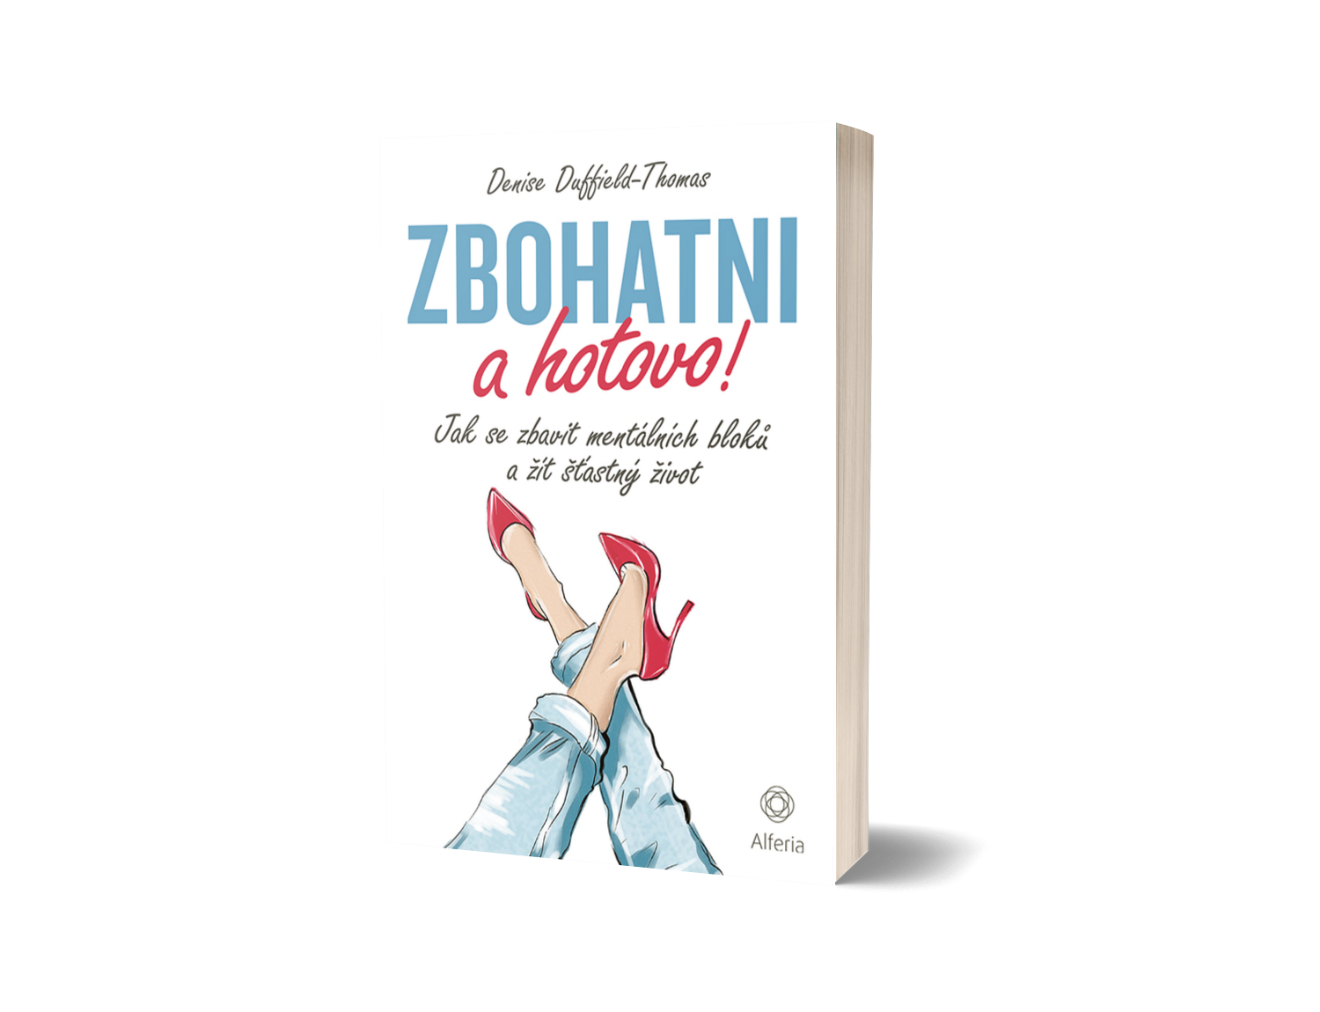 Denise Duffield-Thomas
ZBOHATNI
a hotovo!
Jak se zbavit mentálních bloků
a žít šťastný život
Alferia